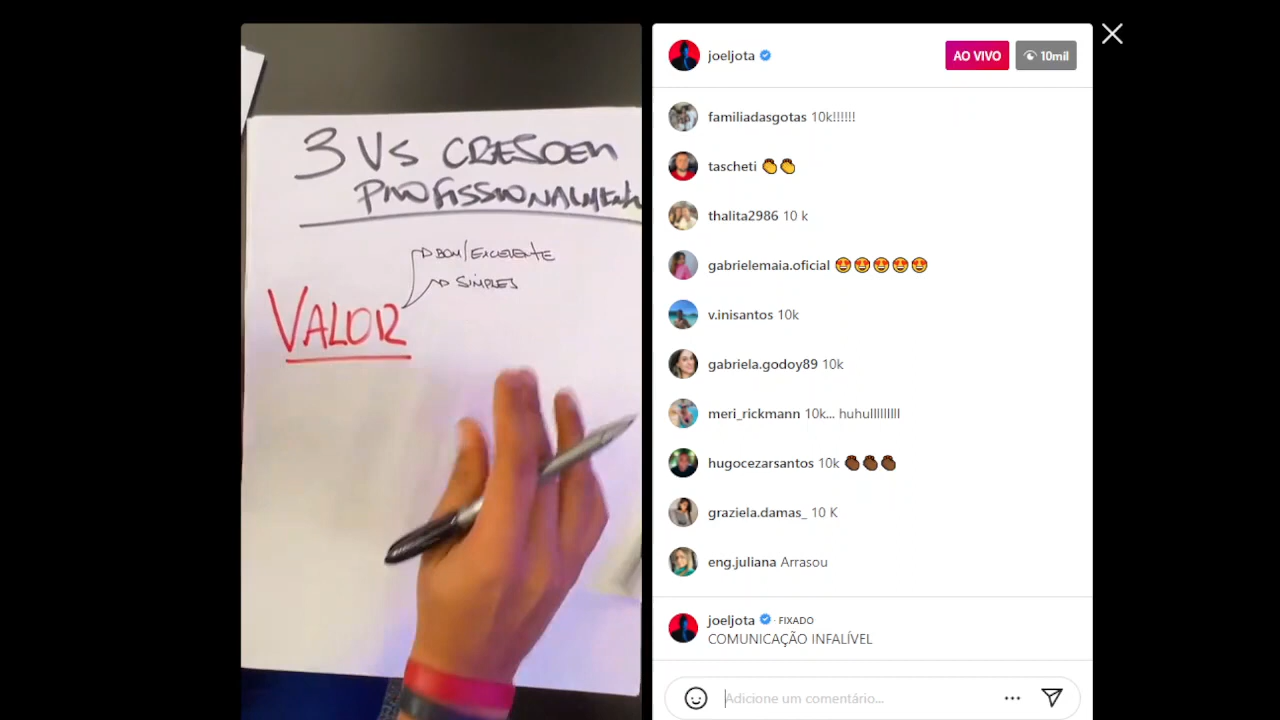 3 Vs CRESCER
PROFISSIONALMENTE
BOM/EXCELENTE
SIMPLES
VALOR
joeljota
AO VIVO
10mil
familiadasgotas 10k!!!!!!
tascheti 👏👏
thalita2986 10 k
gabrielemaia.oficial 😍😍😍😍😍
v.inisantos 10k
gabriela.godoy89 10k
meri_rickmann 10k... huhulllllllll
hugocezarsantos 10k 👏🏿👏🏿👏🏿
graziela.damas_ 10 K
eng.juliana Arrasou
joeljota · FIXADO
COMUNICAÇÃO INFALÍVEL
Adicione um comentário...